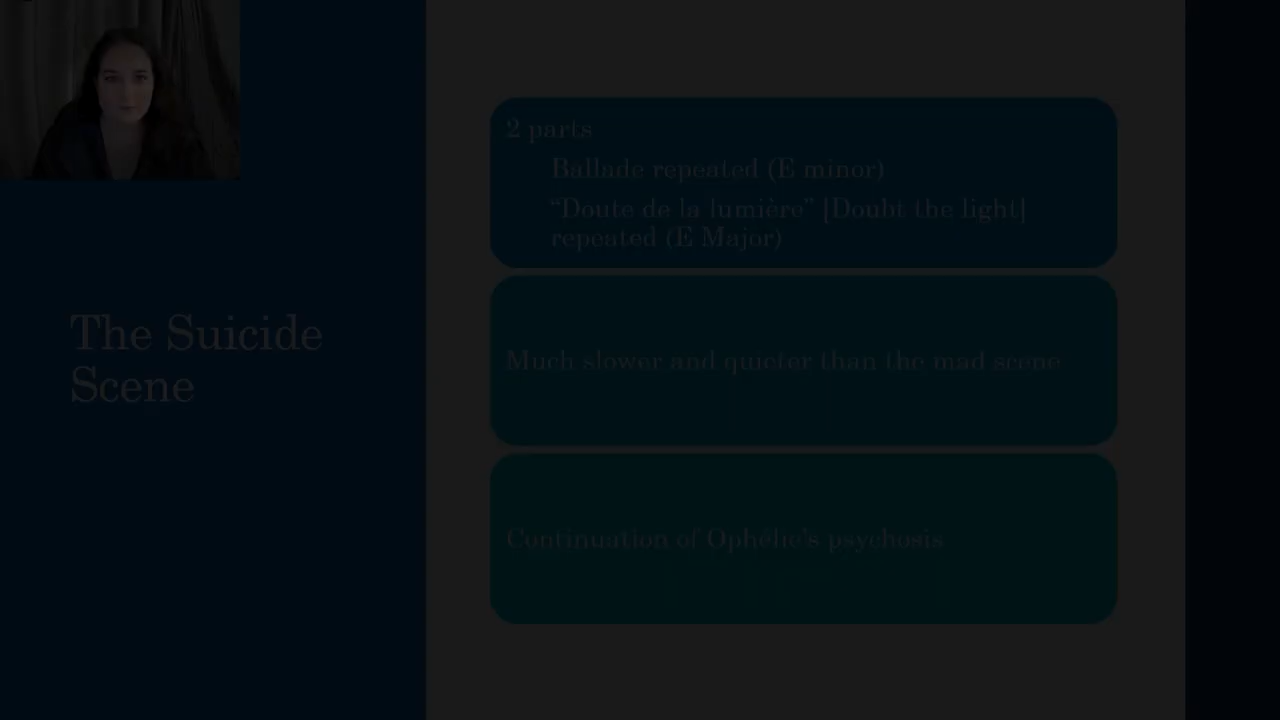 The Suicide
Scene
2 parts
Ballade repeated (E minor)
“Doute de la lumière” [Doubt the light]
repeated (E Major)
Much slower and quieter than the mad scene
Continuation of Ophélie's psychosis